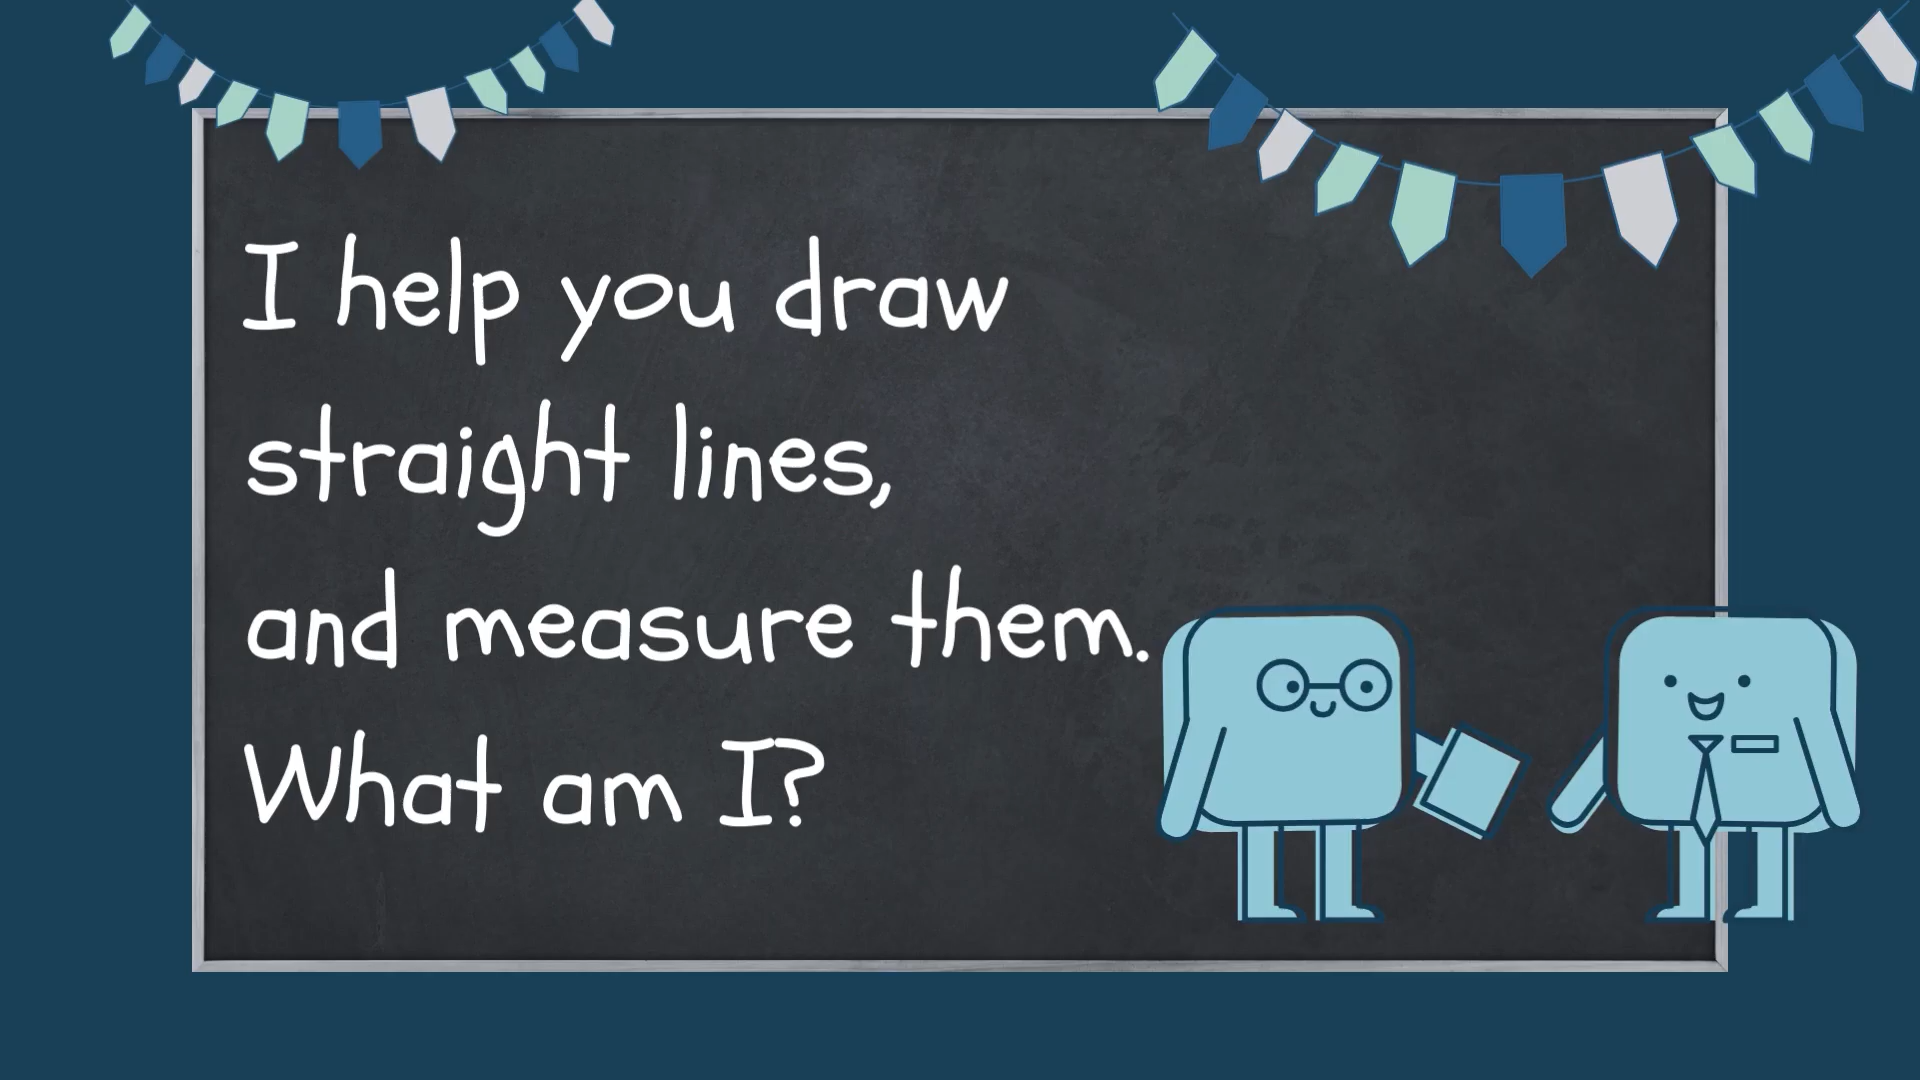 I help you draw
straight lines,
and measure them.
What am I?